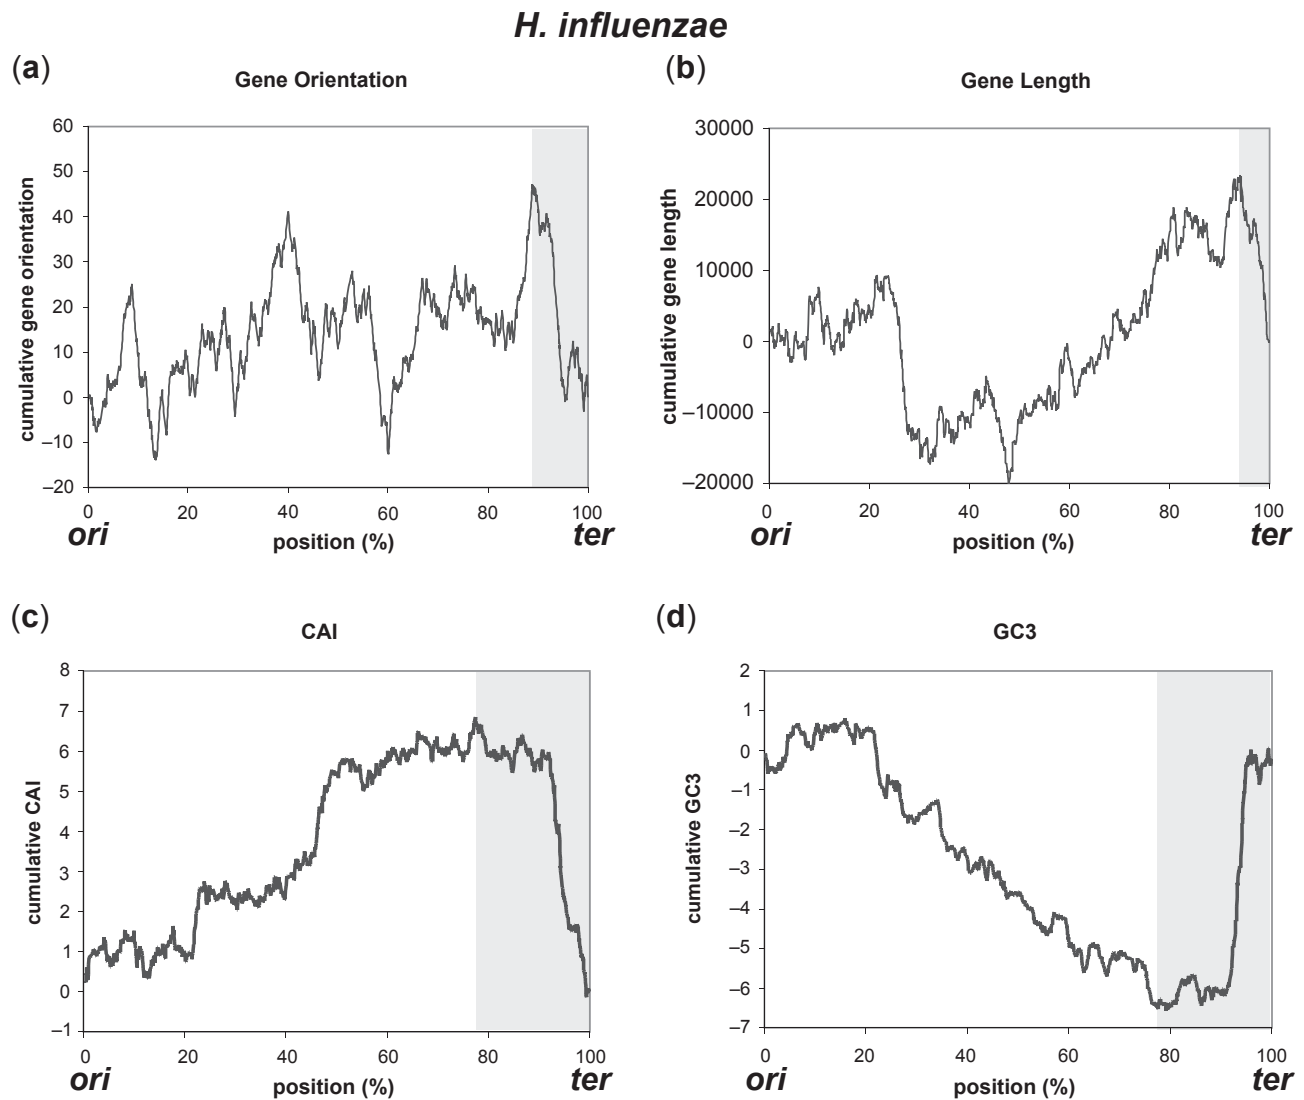 H. influenzae
(a)
Gene Orientation
60
50
40
30
20
10
0
–10
–20
cumulative gene orientation
0 20 40 60 80 100
ori ter
position (%)
(b)
Gene Length
30000
20000
10000
0
–10000
–20000
cumulative gene length
0 20 40 60 80 100
ori ter
position (%)
(c)
CAI
8
7
6
5
4
3
2
1
0
–1
cumulative CAI
0 20 40 60 80 100
ori ter
position (%)
(d)
GC3
2
1
0
–1
–2
–3
–4
–5
–6
–7
cumulative GC3
0 20 40 60 80 100
ori ter
position (%)